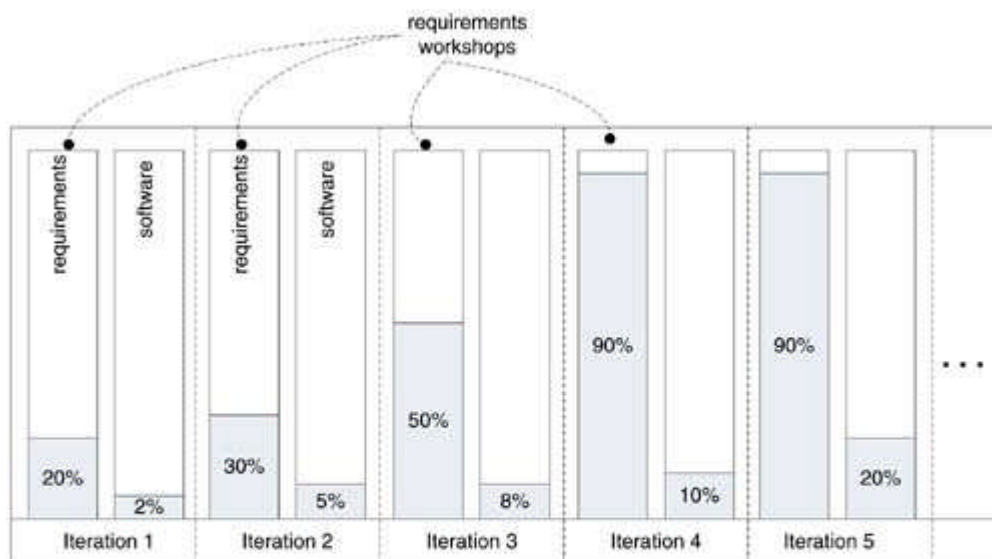 requirements
workshops
requirements
software
requirements
software
20%
2%
30%
5%
50%
8%
90%
10%
90%
20%
...
Iteration 1
Iteration 2
Iteration 3
Iteration 4
Iteration 5